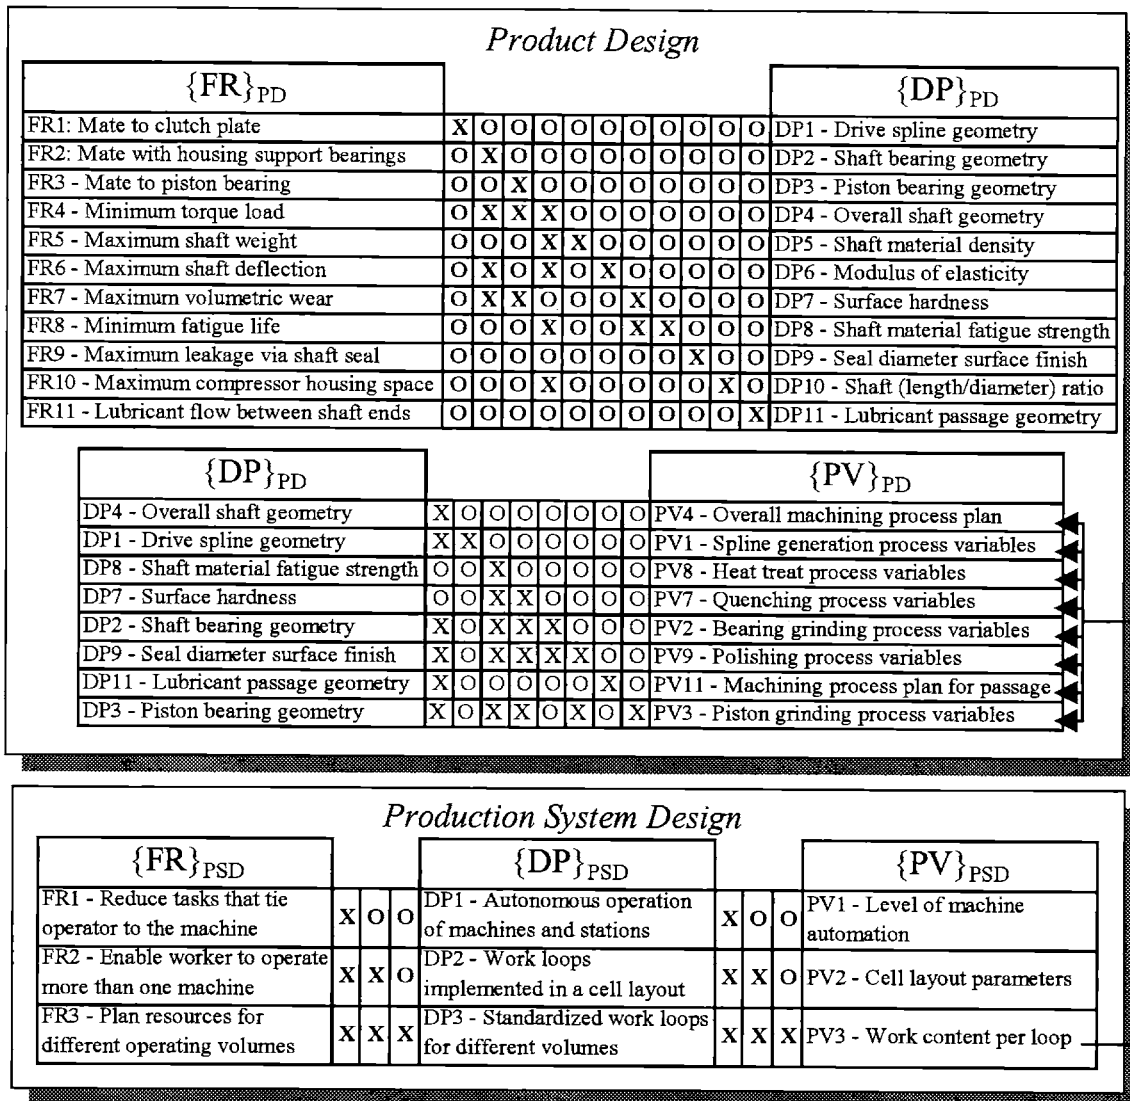 Product Design
{FR}PD
{DP}PD
FR1: Mate to clutch plate X O O O O O O O O O O DP1 - Drive spline geometry
FR2: Mate with housing support bearings O X O O O O O O O O O DP2 - Shaft bearing geometry
FR3 - Mate to piston bearing O O X O O O O O O O O DP3 - Piston bearing geometry
FR4 - Minimum torque load O X X X O O O O O O O DP4 - Overall shaft geometry
FR5 - Maximum shaft weight O O O X X O O O O O O DP5 - Shaft material density
FR6 - Maximum shaft deflection O X O X O X O O O O O DP6 - Modulus of elasticity
FR7 - Maximum volumetric wear O X X O O O X O O O O DP7 - Surface hardness
FR8 - Minimum fatigue life O O O X O O X X O O O DP8 - Shaft material fatigue strength
FR9 - Maximum leakage via shaft seal O O O O O O O O X O O DP9 - Seal diameter surface finish
FR10 - Maximum compressor housing space O O O X O O O O O X O DP10 - Shaft (length/diameter) ratio
FR11 - Lubricant flow between shaft ends O O O O O O O O O O X DP11 - Lubricant passage geometry
{DP}PD
{PV}PD
DP4 - Overall shaft geometry X O O O O O O O PV4 - Overall machining process plan
DP1 - Drive spline geometry X X O O O O O O PV1 - Spline generation process variables
DP8 - Shaft material fatigue strength O O X O O O O O PV8 - Heat treat process variables
DP7 - Surface hardness O O X X O O O O PV7 - Quenching process variables
DP2 - Shaft bearing geometry X O X X X O O O PV2 - Bearing grinding process variables
DP9 - Seal diameter surface finish X O X X X X O O PV9 - Polishing process variables
DP11 - Lubricant passage geometry X O O O O O X O PV11 - Machining process plan for passage
DP3 - Piston bearing geometry X O X X O X O X PV3 - Piston grinding process variables
Production System Design
{FR}PSD
{DP}PSD
{PV}PSD
FR1 - Reduce tasks that tie
operator to the machine
X O O
DP1 - Autonomous operation
of machines and stations
X O O
PV1 - Level of machine
automation
FR2 - Enable worker to operate
more than one machine
X X O
DP2 - Work loops
implemented in a cell layout
X X O
PV2 - Cell layout parameters
FR3 - Plan resources for
different operating volumes
X X X
DP3 - Standardized work loops
for different volumes
X X X
PV3 - Work content per loop